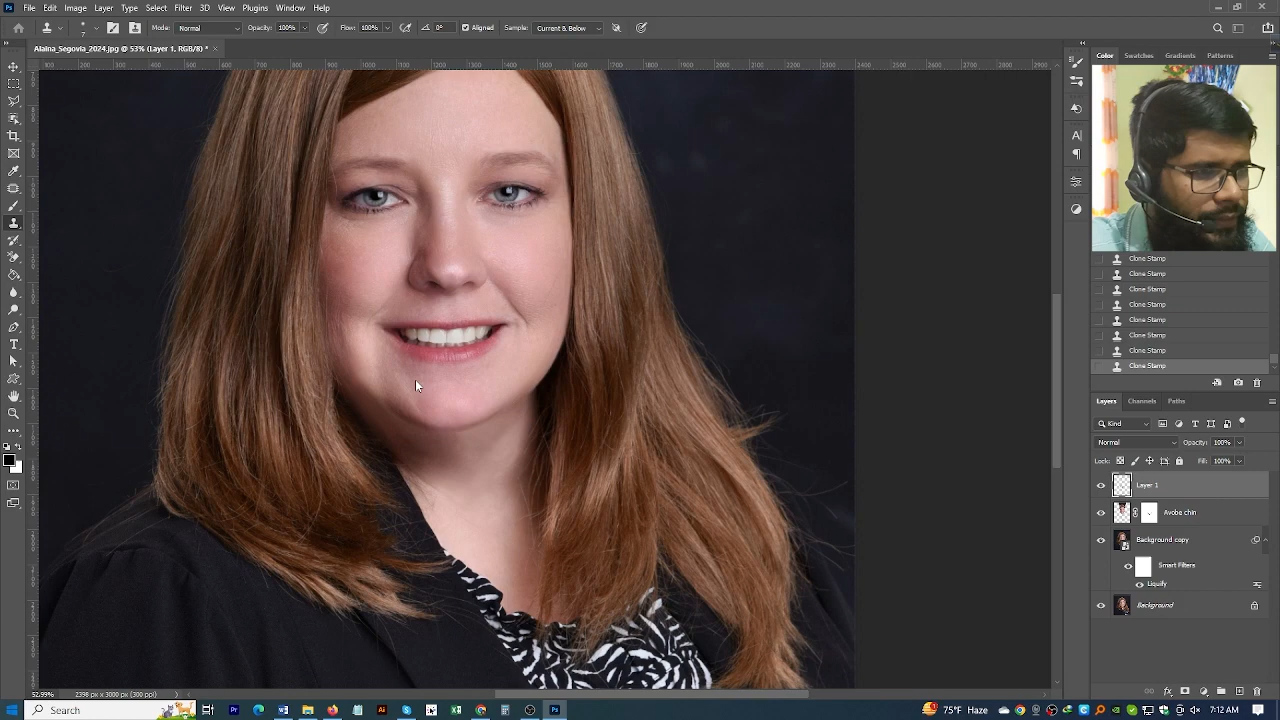 File Edit Image Layer Type Select Filter 3D View Plugins Window Help
Mode: Normal Opacity: 100% Flow: 100% 0° Aligned Sample: Current & Below
Alaina_Segovia_2024.jpg @ 53% (Layer 1, RGB/8) *
Color Swatches Gradients Patterns
Clone Stamp
Clone Stamp
Clone Stamp
Clone Stamp
Clone Stamp
Clone Stamp
Clone Stamp
Clone Stamp
Layers Channels Paths
Kind
Normal Opacity: 100%
Lock: Fill: 100%
Layer 1
Avobe chin
Background copy
Smart Filters
Liquify
Background
2398 px x 3000 px (300 ppi)
Search
75°F Haze
7:12 AM